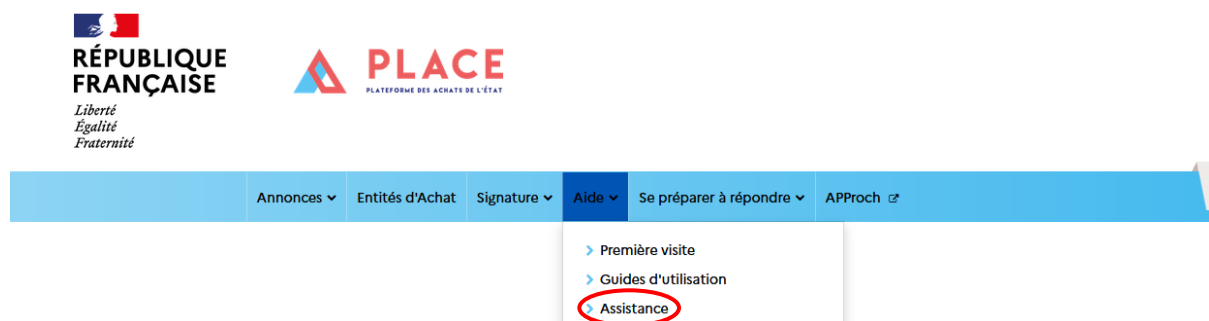 RÉPUBLIQUE
FRANÇAISE
Liberté
Égalité
Fraternité
PLACE
PLATEFORME DES ACHATS DE L'ÉTAT
Annonces Entités d'Achat Signature Aide Se préparer à répondre APProch
Première visite
Guides d'utilisation
Assistance